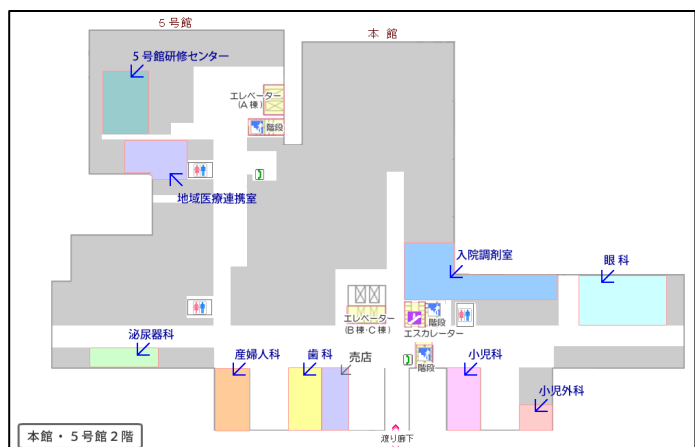 5号館
本館
5号館研修センター
エレベーター
(A棟)
階段
地域医療連携室
入院調剤室
眼科
エレベーター
(B棟・C棟)
階段
エスカレーター
泌尿器科
産婦人科
歯科
売店
階段
小児科
小児外科
渡り廊下
本館・5号館2階